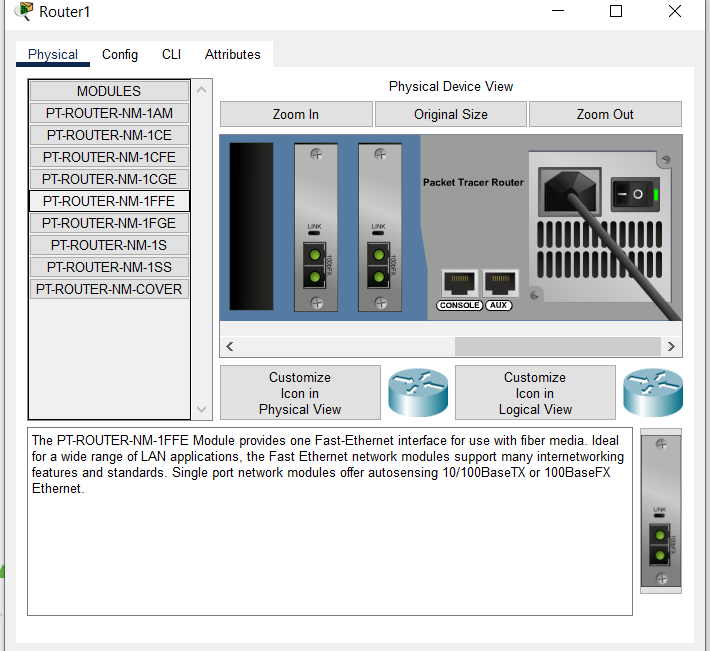 Router1
Physical Config CLI Attributes
MODULES
PT-ROUTER-NM-1AM
PT-ROUTER-NM-1CE
PT-ROUTER-NM-1CFE
PT-ROUTER-NM-1CGE
PT-ROUTER-NM-1FFE
PT-ROUTER-NM-1FGE
PT-ROUTER-NM-1S
PT-ROUTER-NM-1SS
PT-ROUTER-NM-COVER
Physical Device View
Zoom In Original Size Zoom Out
LINK
100FX
LINK
100FX
Packet Tracer Router
CONSOLE AUX
Customize
Icon in
Physical View
Customize
Icon in
Logical View
The PT-ROUTER-NM-1FFE Module provides one Fast-Ethernet interface for use with fiber media. Ideal
for a wide range of LAN applications, the Fast Ethernet network modules support many internetworking
features and standards. Single port network modules offer autosensing 10/100BaseTX or 100BaseFX
Ethernet.
LINK
100FX